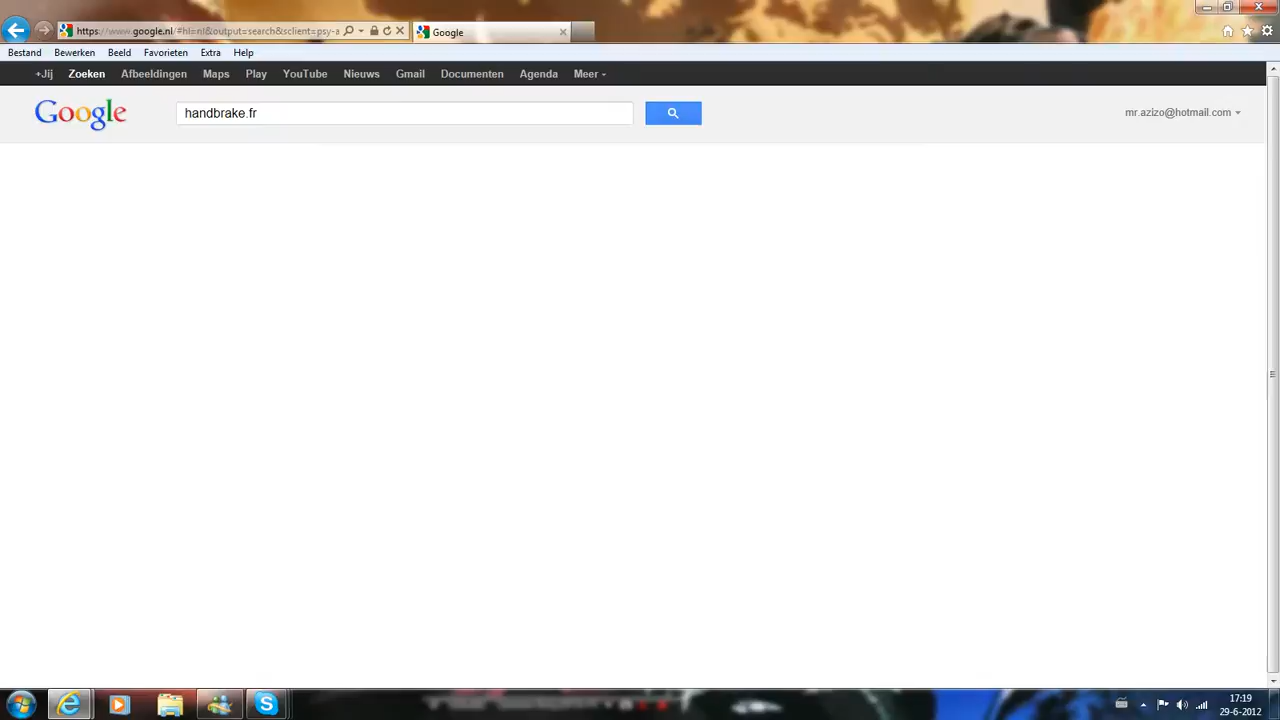 https://www.google.nl/#hl=nl&output=search&sclient=psy-a
Google
Bestand Bewerken Beeld Favorieten Extra Help
+Jij Zoeken Afbeeldingen Maps Play YouTube Nieuws Gmail Documenten Agenda Meer
Google handbrake.fr mr.azizo@hotmail.com
17:19
29-6-2012